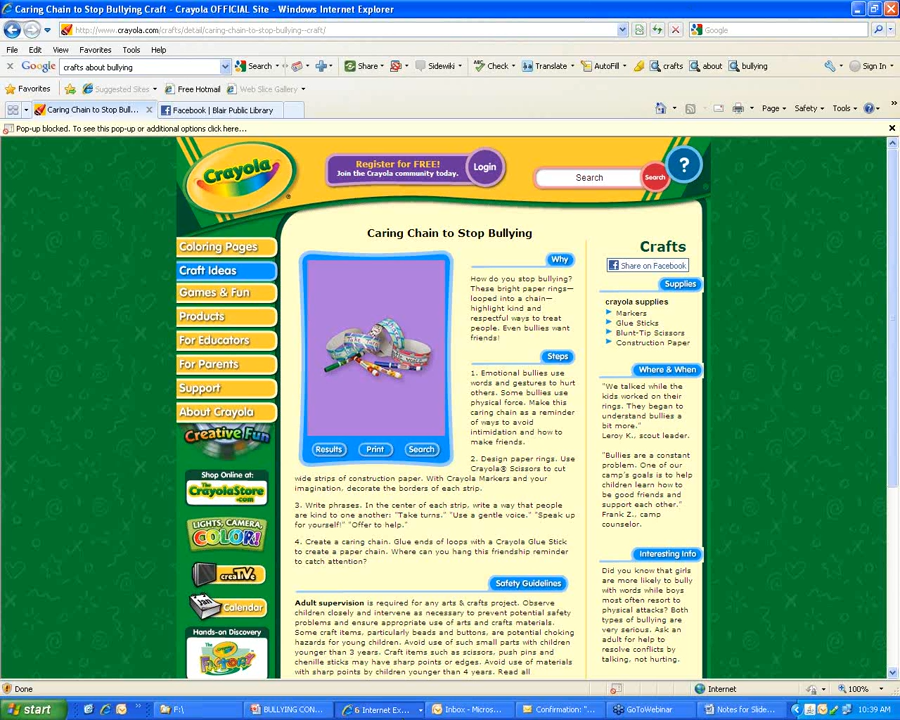 Caring Chain to Stop Bullying Craft - Crayola OFFICIAL Site - Windows Internet Explorer
http://www.crayola.com/crafts/detail/caring-chain-to-stop-bullying--craft/
Google
File Edit View Favorites Tools Help
Google crafts about bullying Search Share Sidewiki Check Translate AutoFill crafts about bullying Sign In
Favorites Suggested Sites Free Hotmail Web Slice Gallery
Caring Chain to Stop Bull... Facebook | Blair Public Library
Page Safety Tools
Pop-up blocked. To see this pop-up or additional options click here...
Crayola
Register for FREE!
Join the Crayola community today.
Login
Search
Search
?
Coloring Pages
Craft Ideas
Games & Fun
Products
For Educators
For Parents
Support
About Crayola
Creative Fun
Shop Online at:
The CrayolaStore.com
LIGHTS, CAMERA,
COLOR!
creaTV
Jan
Calendar
Hands-on Discovery
The Crayola
FACTORY
Caring Chain to Stop Bullying
Results Print Search
Why
How do you stop bullying?
These bright paper rings—
looped into a chain—
highlight kind and
respectful ways to treat
people. Even bullies want
friends!
Steps
1. Emotional bullies use
words and gestures to hurt
others. Some bullies use
physical force. Make this
caring chain as a reminder
of ways to avoid
intimidation and how to
make friends.
2. Design paper rings. Use
Crayola® Scissors to cut
wide strips of construction paper. With Crayola Markers and your
imagination, decorate the borders of each strip.
3. Write phrases. In the center of each strip, write a way that people
are kind to one another: "Take turns." "Use a gentle voice." "Speak up
for yourself!" "Offer to help."
4. Create a caring chain. Glue ends of loops with a Crayola Glue Stick
to create a paper chain. Where can you hang this friendship reminder
to catch attention?
Safety Guidelines
Adult supervision is required for any arts & crafts project. Observe
children closely and intervene as necessary to prevent potential safety
problems and ensure appropriate use of arts and crafts materials.
Some craft items, particularly beads and buttons, are potential choking
hazards for young children. Avoid use of such small parts with children
younger than 3 years. Craft items such as scissors, push pins and
chenille sticks may have sharp points or edges. Avoid use of materials
with sharp points by children younger than 4 years. Read all
Crafts
Share on Facebook
Supplies
crayola supplies
Markers
Glue Sticks
Blunt-Tip Scissors
Construction Paper
Where & When
"We talked while the
kids worked on their
rings. They began to
understand bullies a
bit more."
Leroy K., scout leader.
"Bullies are a constant
problem. One of our
camp's goals is to help
children learn how to
be good friends and
support each other."
Frank Z., camp
counselor.
Interesting Info
Did you know that girls
are more likely to bully
with words while boys
most often resort to
physical attacks? Both
types of bullying are
very serious. Ask an
adult for help to
resolve conflicts by
talking, not hurting.
Done Internet 100%
start F:\ BULLYING CON... 6 Internet Ex... Inbox - Micros... Confirmation: "... GoToWebinar Notes for Slide... 10:39 AM